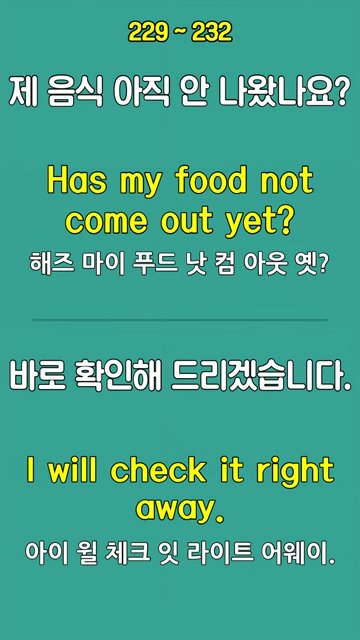 229 ~ 232
제 음식 아직 안 나왔나요?
Has my food not
come out yet?
해즈 마이 푸드 낫 컴 아웃 옛?
바로 확인해 드리겠습니다.
I will check it right
away.
아이 윌 체크 잇 라이트 어웨이.